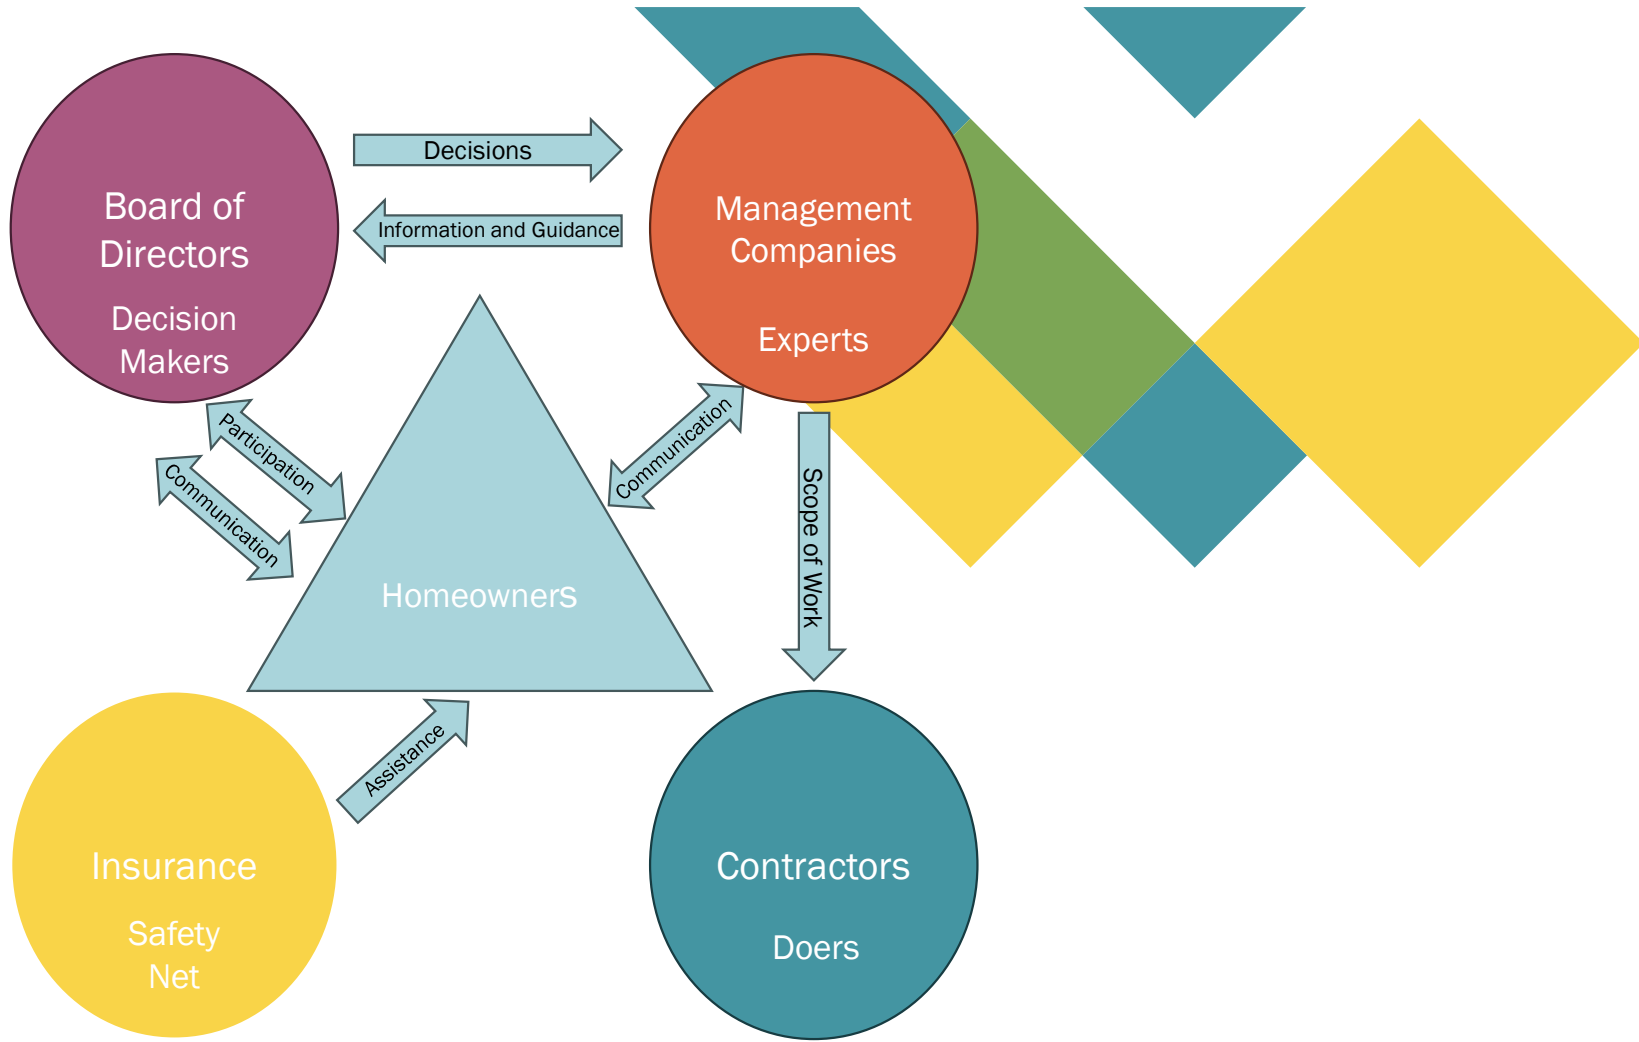 Board of
Directors
Decision
Makers
Decisions
Information and Guidance
Management
Companies
Experts
Participation
Communication
Communication
Scope of Work
Homeowners
Assistance
Insurance
Safety
Net
Contractors
Doers